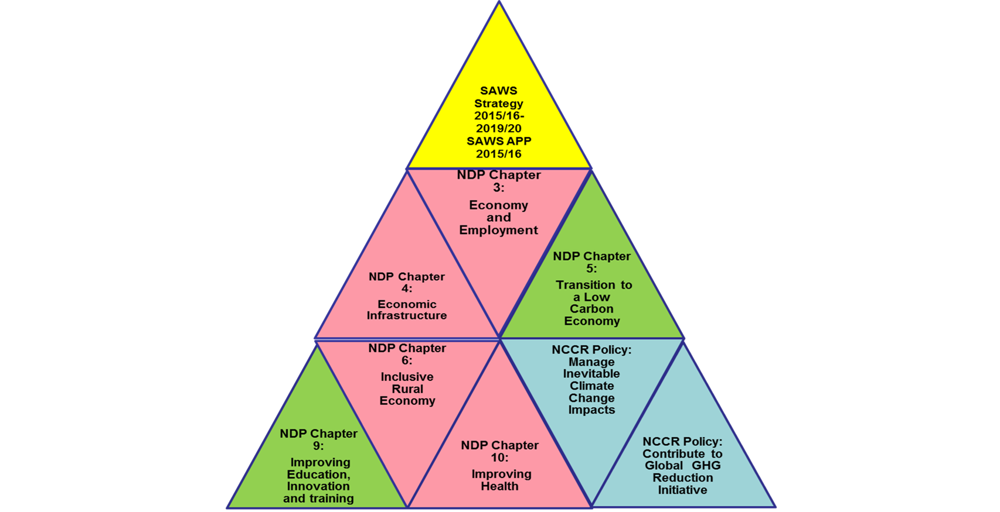 SAWS
Strategy
2015/16-
2019/20
SAWS APP
2015/16
NDP Chapter
3:
Economy
and
Employment
NDP Chapter
4:
Economic
Infrastructure
NDP Chapter
5:
Transition to
a Low
Carbon
Economy
NDP Chapter
6:
Inclusive
Rural
Economy
NCCR Policy:
Manage
Inevitable
Climate
Change
Impacts
NDP Chapter
9:
Improving
Education,
Innovation
and training
NDP Chapter
10:
Improving
Health
NCCR Policy:
Contribute to
Global GHG
Reduction
Initiative